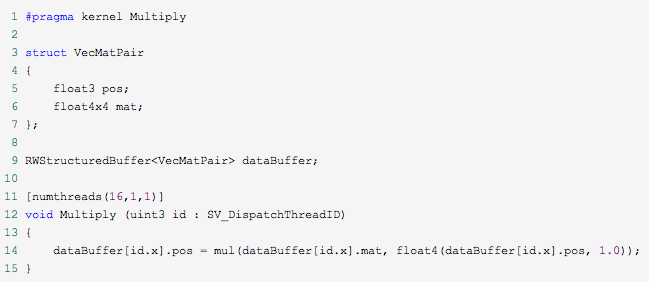 1 #pragma kernel Multiply
2
3 struct VecMatPair
4 {
5     float3 pos;
6     float4x4 mat;
7 };
8
9 RWStructuredBuffer<VecMatPair> dataBuffer;
10
11 [numthreads(16,1,1)]
12 void Multiply (uint3 id : SV_DispatchThreadID)
13 {
14     dataBuffer[id.x].pos = mul(dataBuffer[id.x].mat, float4(dataBuffer[id.x].pos, 1.0));
15 }